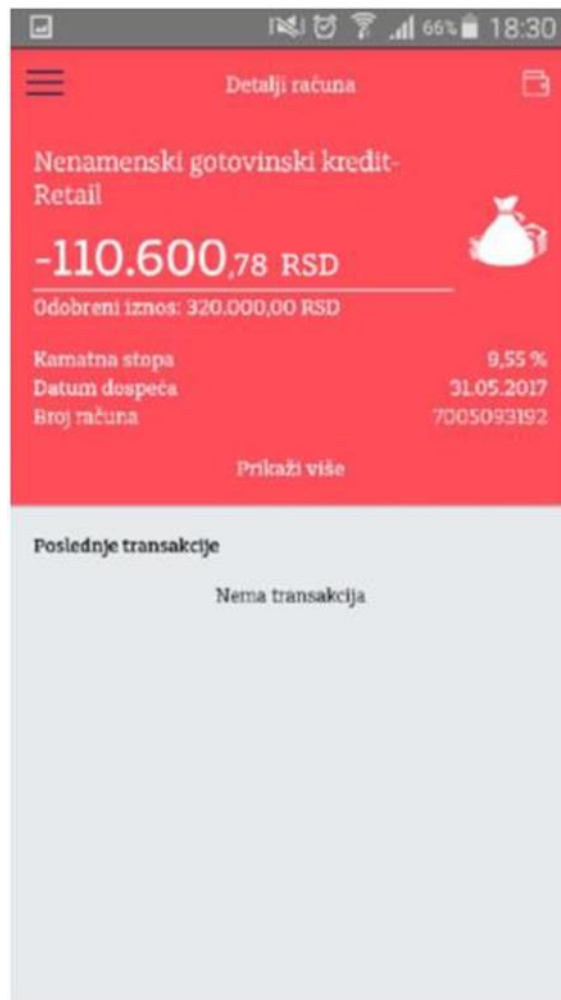 66% 18:30
Detalji računa
Nenamenski gotovinski kredit-
Retail
-110.600,78 RSD
Odobreni iznos: 320.000,00 RSD
Kamatna stopa 9,55 %
Datum dospeća 31.05.2017
Broj računa 7005093192
Prikaži više
Poslednje transakcije
Nema transakcija